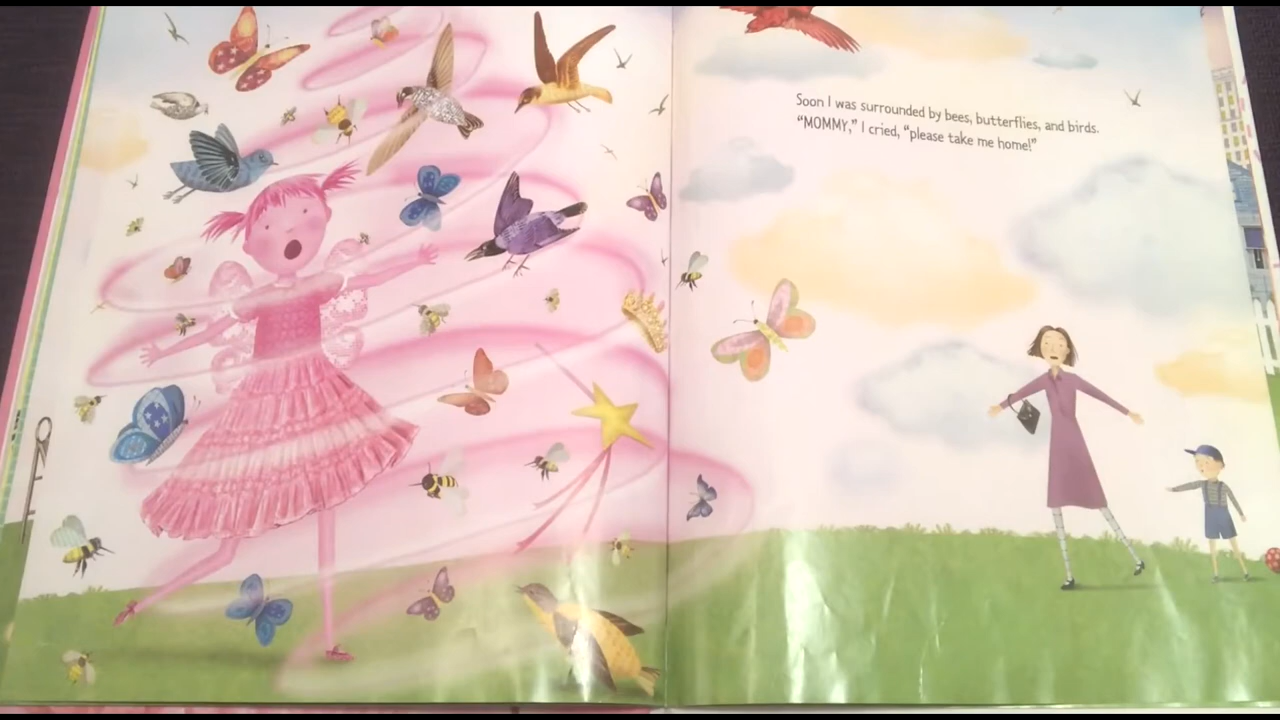 Soon I was surrounded by bees, butterflies, and birds.
“MOMMY,” I cried, “please take me home!”